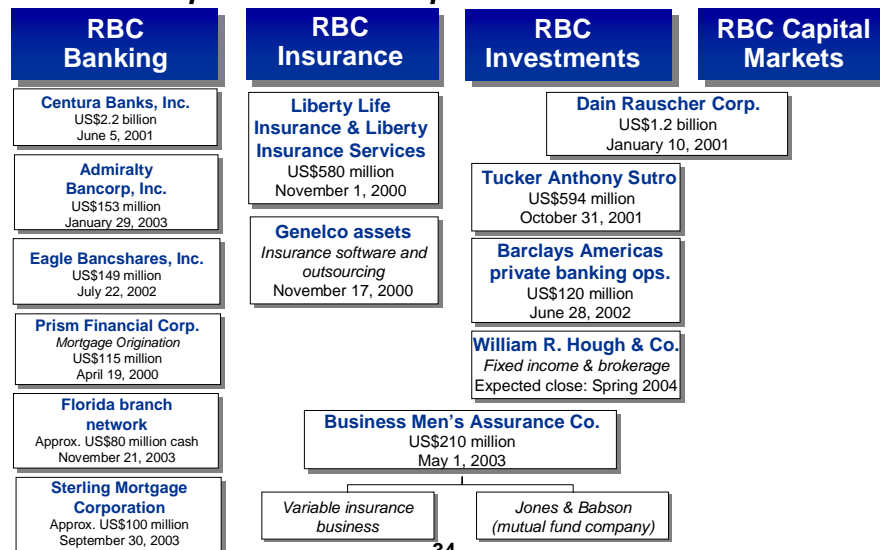 RBC
Banking
RBC
Insurance
RBC
Investments
RBC Capital
Markets
Centura Banks, Inc.
US$2.2 billion
June 5, 2001
Admiralty
Bancorp, Inc.
US$153 million
January 29, 2003
Eagle Bancshares, Inc.
US$149 million
July 22, 2002
Prism Financial Corp.
Mortgage Origination
US$115 million
April 19, 2000
Florida branch
network
Approx. US$80 million cash
November 21, 2003
Sterling Mortgage
Corporation
Approx. US$100 million
September 30, 2003
Liberty Life
Insurance & Liberty
Insurance Services
US$580 million
November 1, 2000
Genelco assets
Insurance software and
outsourcing
November 17, 2000
Dain Rauscher Corp.
US$1.2 billion
January 10, 2001
Tucker Anthony Sutro
US$594 million
October 31, 2001
Barclays Americas
private banking ops.
US$120 million
June 28, 2002
William R. Hough & Co.
Fixed income & brokerage
Expected close: Spring 2004
Business Men's Assurance Co.
US$210 million
May 1, 2003
Variable insurance
business
Jones & Babson
(mutual fund company)
34